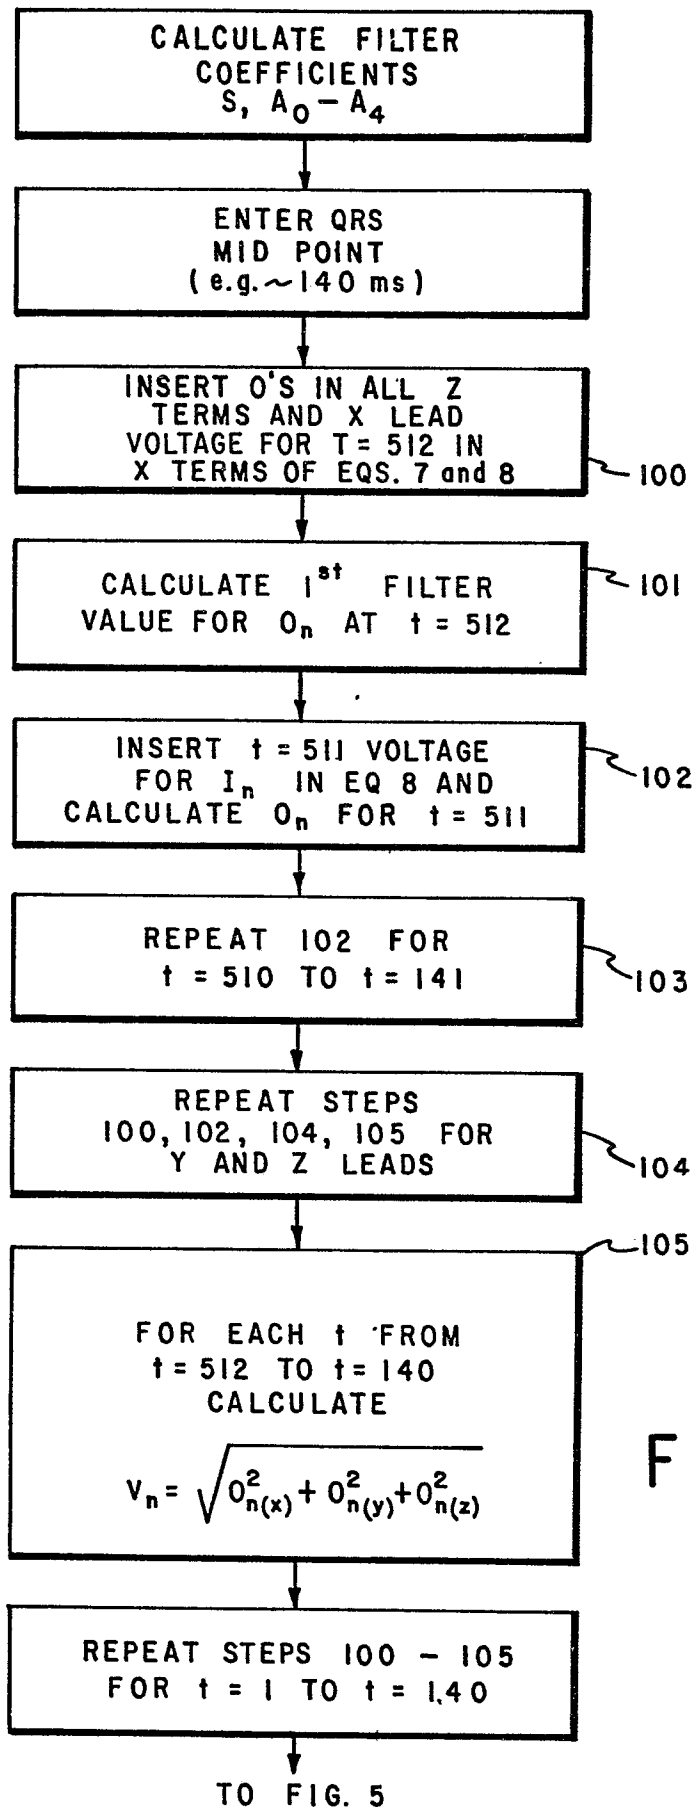 CALCULATE FILTER
COEFFICIENTS
S, A₀ – A₄
ENTER QRS
MID POINT
(e.g. ~140 ms)
INSERT O'S IN ALL Z
TERMS AND X LEAD
VOLTAGE FOR T = 512 IN
X TERMS OF EQS. 7 and 8
100
CALCULATE 1ˢᵗ FILTER
VALUE FOR Oₙ AT t = 512
101
INSERT t = 511 VOLTAGE
FOR Iₙ IN EQ 8 AND
CALCULATE Oₙ FOR t = 511
102
REPEAT 102 FOR
t = 510 TO t = 141
103
REPEAT STEPS
100, 102, 104, 105 FOR
Y AND Z LEADS
104
105
FOR EACH t FROM
t = 512 TO t = 140
CALCULATE
Vₙ = √(O²ₙ(x) + O²ₙ(y) + O²ₙ(z))
F
REPEAT STEPS 100 – 105
FOR t = 1 TO t = 140
TO FIG. 5